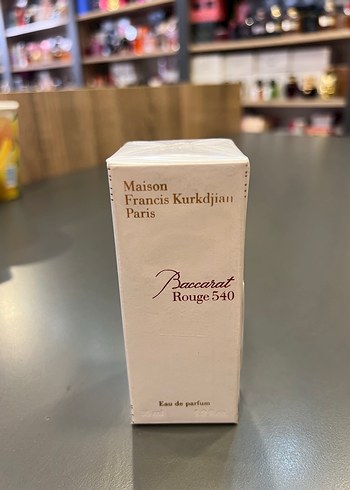 Maison
Francis Kurkdjian
Paris
Baccarat
Rouge 540
Eau de parfum